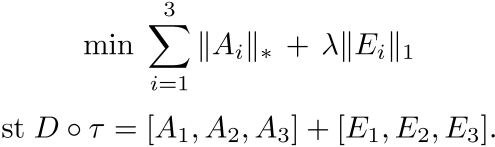 min ∑_{i=1}^{3} ‖A_i‖_* + λ‖E_i‖_1
st D ∘ τ = [A_1, A_2, A_3] + [E_1, E_2, E_3].